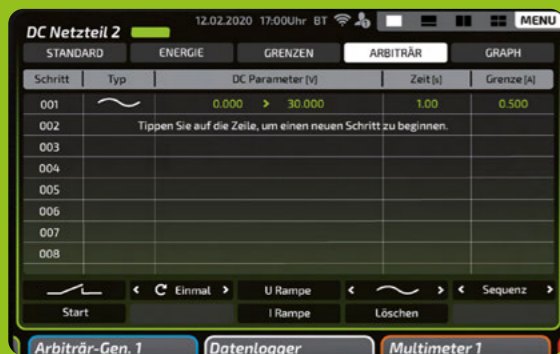 DC Netzteil 2 12.02.2020 17:00Uhr BT MENU
STANDARD ENERGIE GRENZEN ARBITRÄR GRAPH
Schritt Typ DC Parameter [V] Zeit [s] Grenze [A]
001 0.000 > 30.000 1.00 0.500
002 Tippen Sie auf die Zeile, um einen neuen Schritt zu beginnen.
003
004
005
006
007
008
< Einmal > U Rampe < > < Sequenz >
Start I Rampe Löschen
Arbiträr-Gen. 1 Datenlogger Multimeter 1